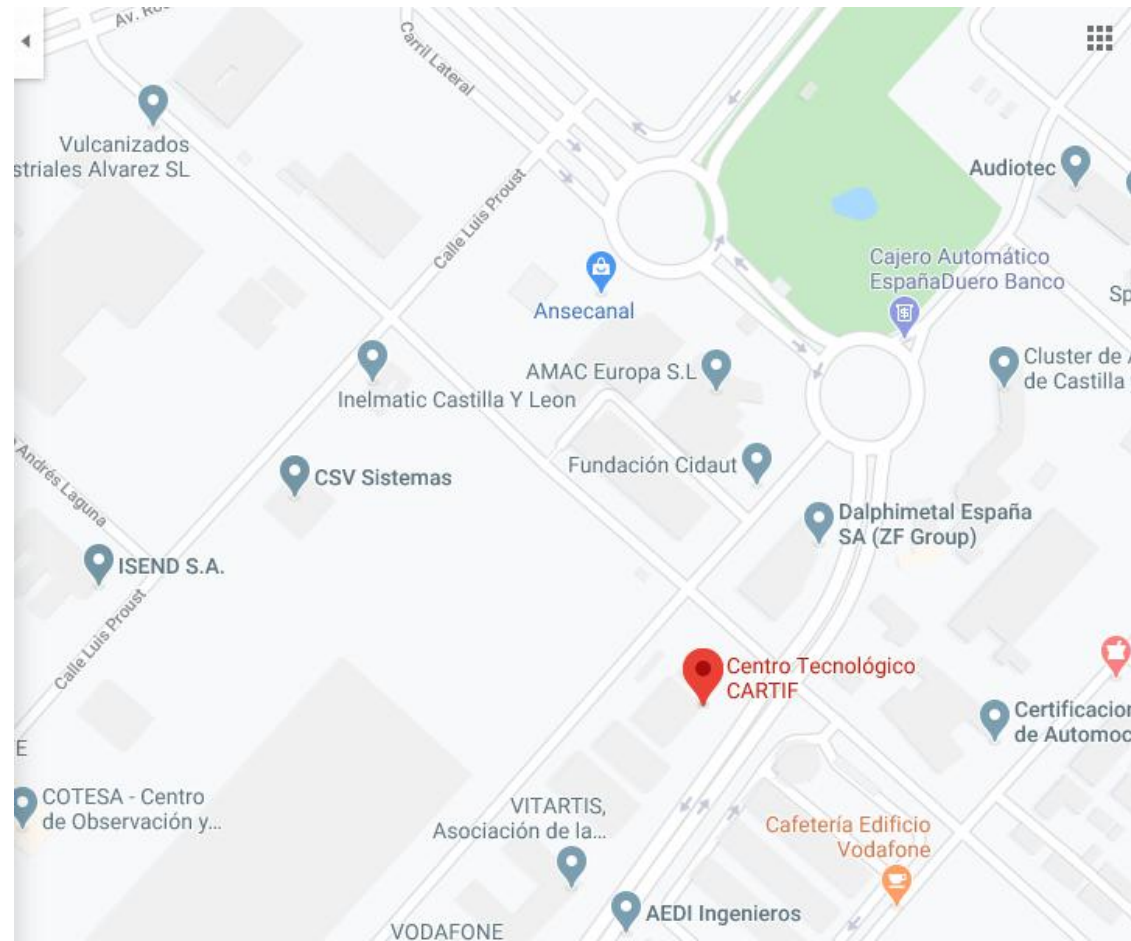 Carril Lateral
Vulcanizados
striales Alvarez SL
Audiotec
Calle Luis Proust
Cajero Automático
EspañaDuero Banco
Ansecanal
AMAC Europa S.L
Cluster de
de Castilla
Inelmatic Castilla Y Leon
Fundación Cidaut
CSV Sistemas
Andrés Laguna
Dalphimetal España
SA (ZF Group)
ISEND S.A.
Calle Luis Proust
Centro Tecnológico
CARTIF
Certificacion
de Automoc
COTESA - Centro
de Observación y...
VITARTIS,
Asociación de la...
Cafetería Edificio
Vodafone
AEDI Ingenieros
VODAFONE